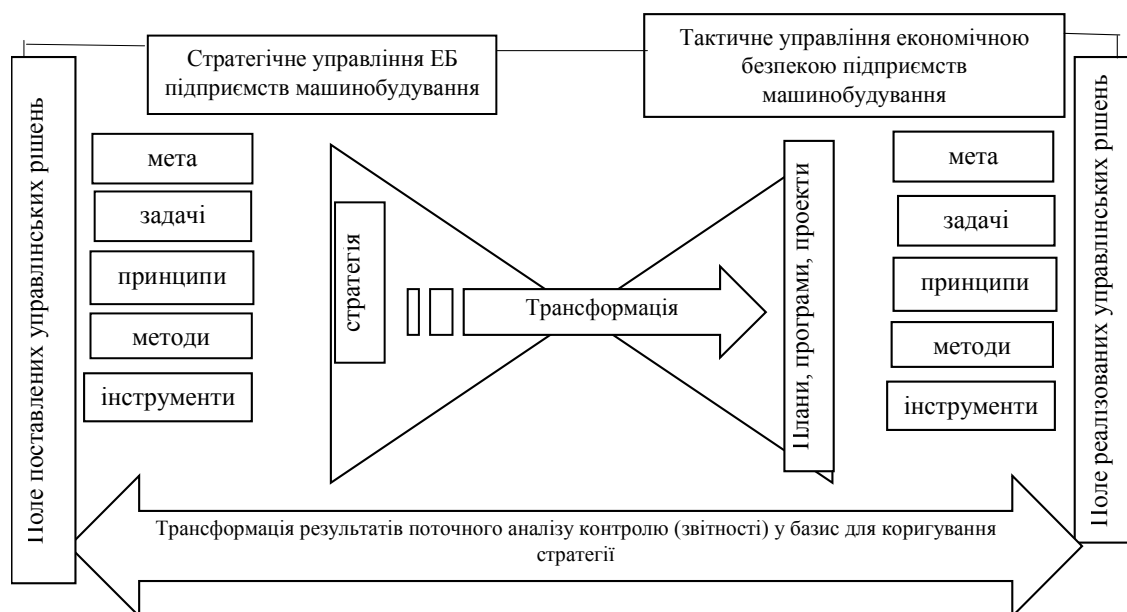 Стратегічне управління ЕБ
підприємств машинобудування
Тактичне управління економічною
безпекою підприємств
машинобудування
Поле поставлених управлінських рішень
мета
задачі
принципи
методи
інструменти
стратегія
Трансформація
Плани, програми, проекти
мета
задачі
принципи
методи
інструменти
Поле реалізованих управлінських рішень
Трансформація результатів поточного аналізу контролю (звітності) у базис для коригування
стратегії